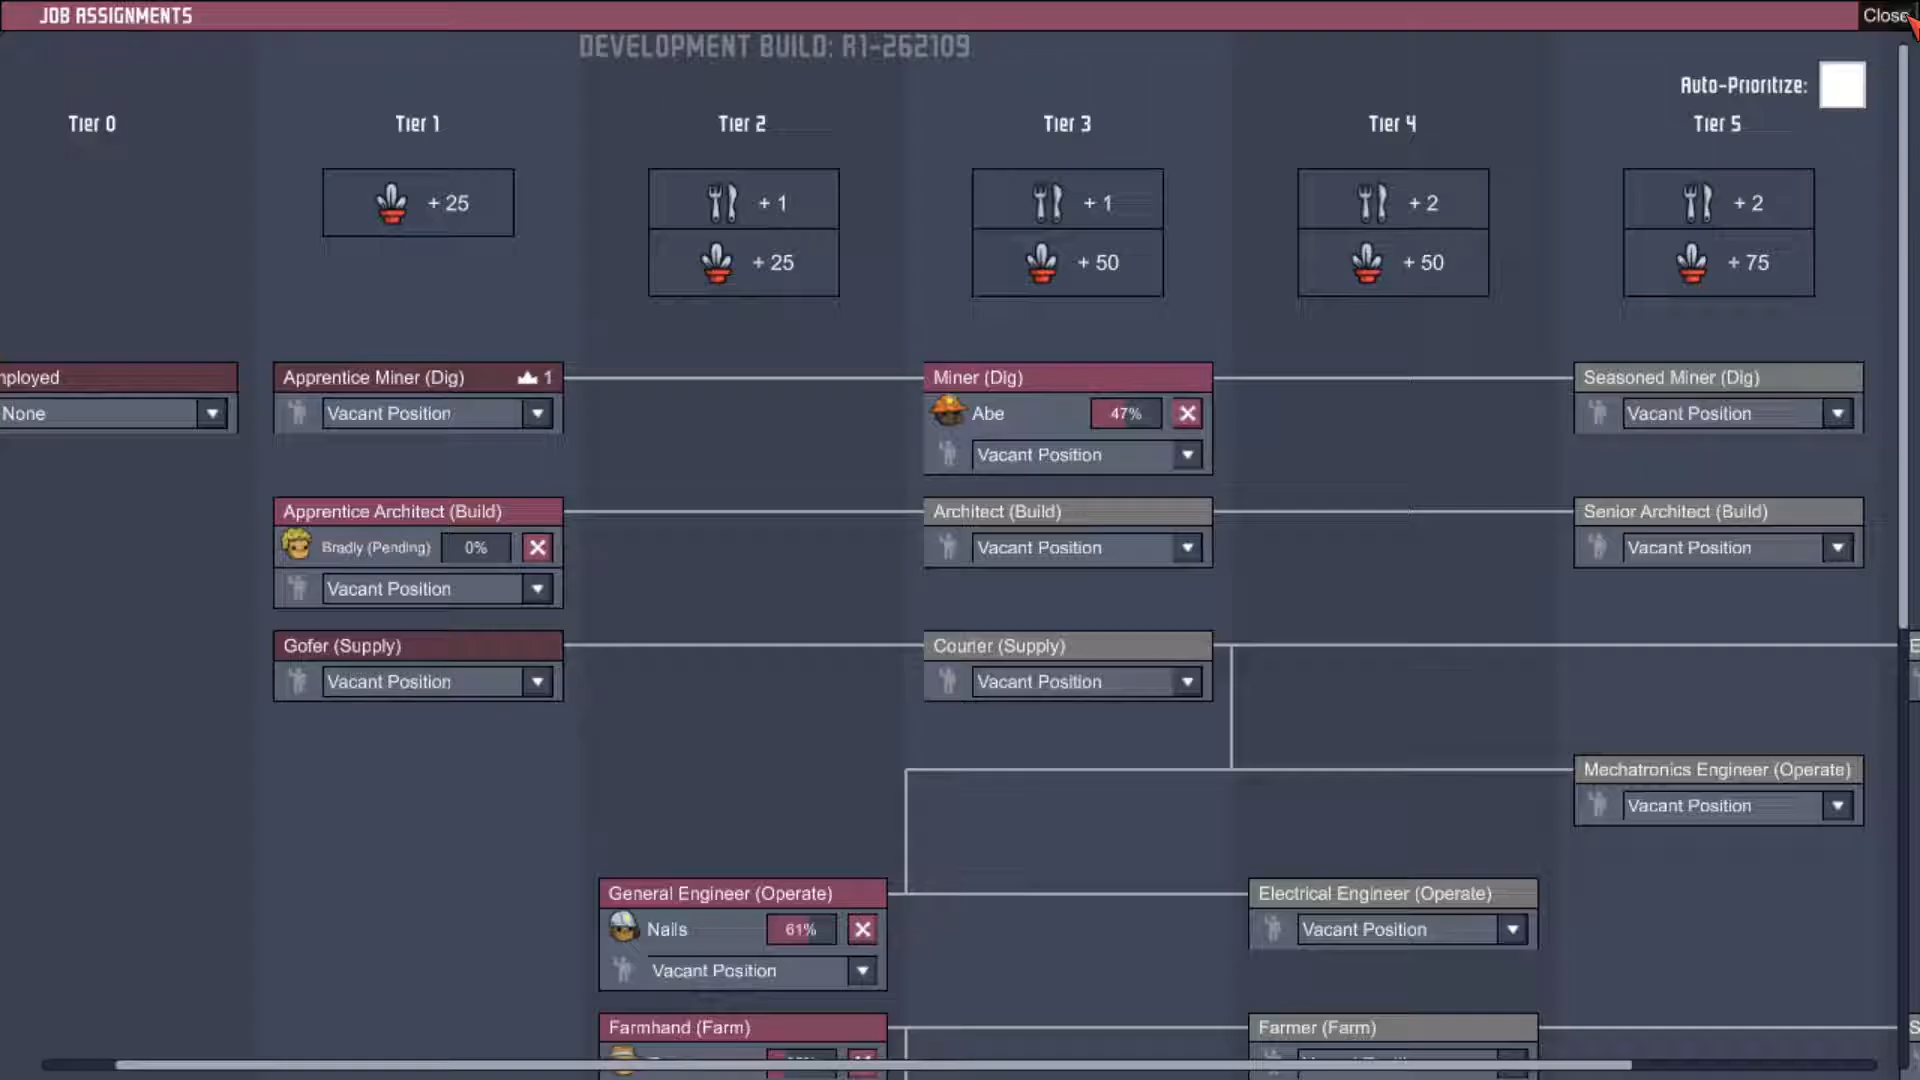 JOB ASSIGNMENTS
Close
DEVELOPMENT BUILD: R1-262109
Auto-Prioritize:
Tier 0
Tier 1
Tier 2
Tier 3
Tier 4
Tier 5
+ 25
+ 1
+ 1
+ 2
+ 2
+ 25
+ 50
+ 50
+ 75
nployed
Apprentice Miner (Dig) 1
Miner (Dig)
Seasoned Miner (Dig)
None
Vacant Position
Abe 47%
Vacant Position
Vacant Position
Apprentice Architect (Build)
Architect (Build)
Senior Architect (Build)
Bradly (Pending) 0%
Vacant Position
Vacant Position
Vacant Position
Gofer (Supply)
Courier (Supply)
Vacant Position
Vacant Position
Mechatronics Engineer (Operate)
Vacant Position
General Engineer (Operate)
Electrical Engineer (Operate)
Nails 61%
Vacant Position
Vacant Position
Farmhand (Farm)
Farmer (Farm)